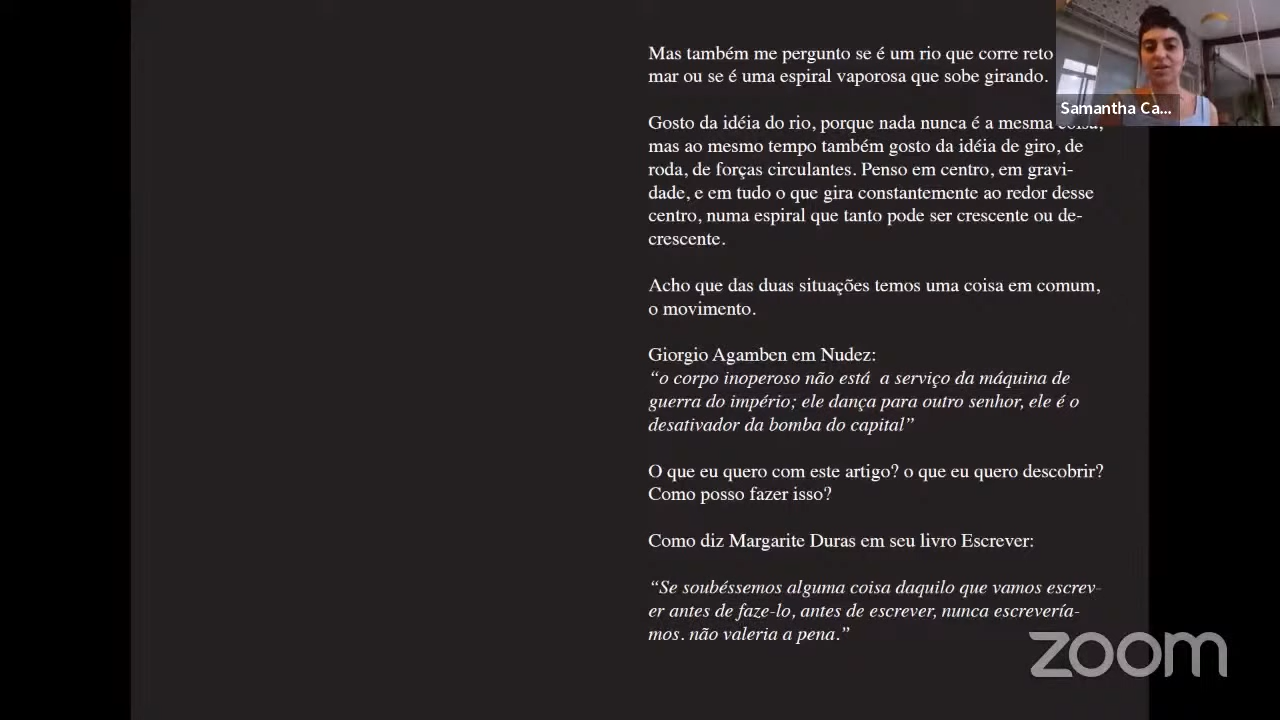 Mas também me pergunto se é um rio que corre reto
mar ou se é uma espiral vaporosa que sobe girando.
Gosto da idéia do rio, porque nada nunca é a mesma coisa,
mas ao mesmo tempo também gosto da idéia de giro, de
roda, de forças circulantes. Penso em centro, em gravi-
dade, e em tudo o que gira constantemente ao redor desse
centro, numa espiral que tanto pode ser crescente ou de-
crescente.
Acho que das duas situações temos uma coisa em comum,
o movimento.
Giorgio Agamben em Nudez:
“o corpo inoperoso não está  a serviço da máquina de
guerra do império; ele dança para outro senhor, ele é o
desativador da bomba do capital”
O que eu quero com este artigo? o que eu quero descobrir?
Como posso fazer isso?
Como diz Margarite Duras em seu livro Escrever:
“Se soubéssemos alguma coisa daquilo que vamos escrev-
er antes de faze-lo, antes de escrever, nunca escrevería-
mos. não valeria a pena.”
Samantha Ca...
zoom